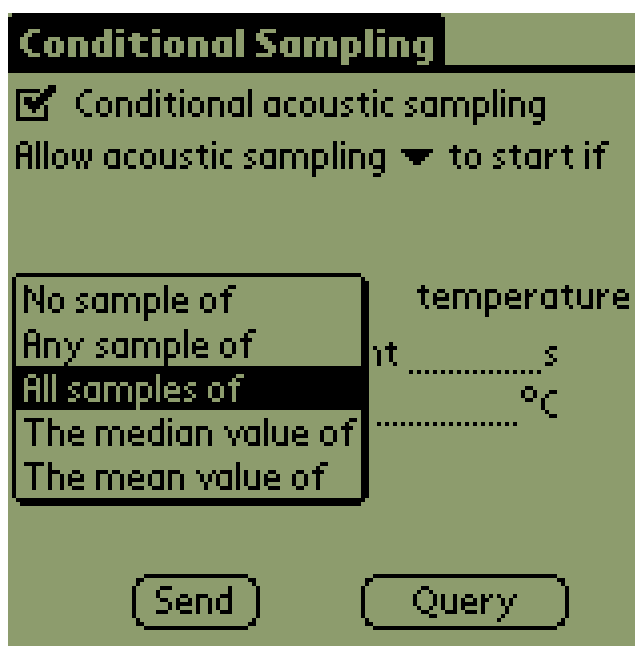 Conditional Sampling
Conditional acoustic sampling
Allow acoustic sampling to start if
No sample of
temperature
Any sample of
s
All samples of
°C
The median value of
The mean value of
Send Query